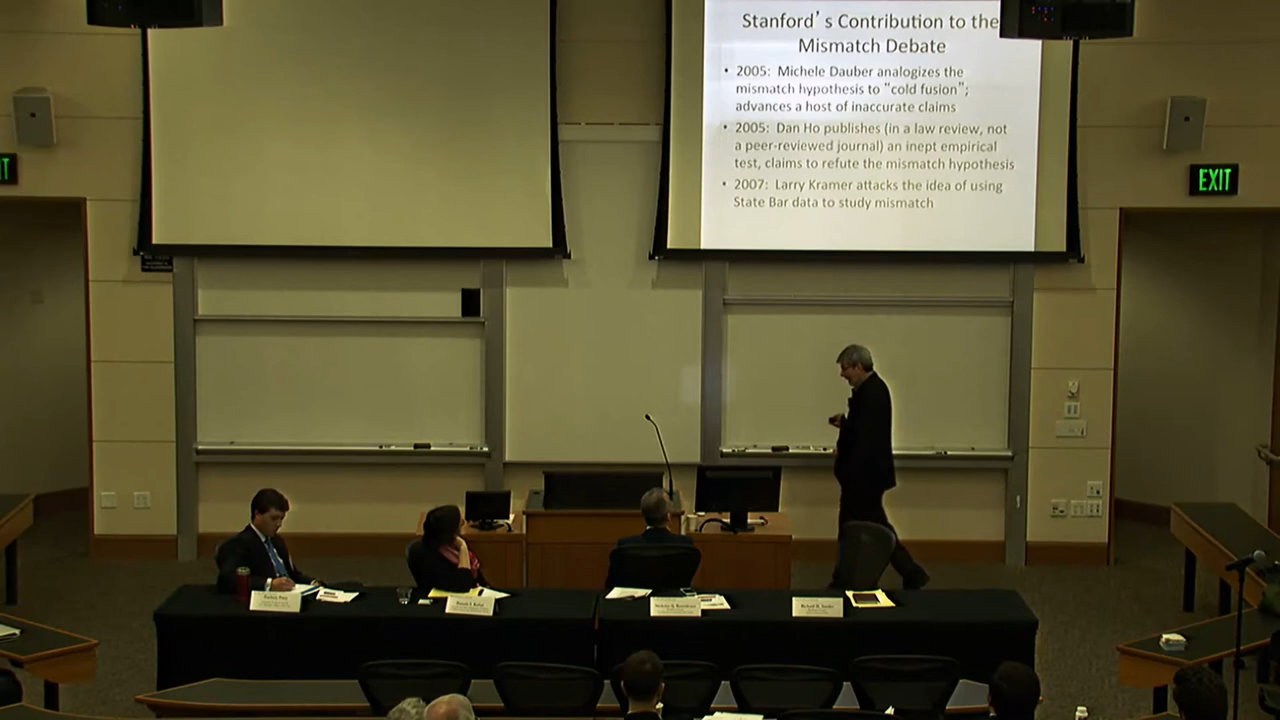 Stanford's Contribution to the
Mismatch Debate
• 2005: Michele Dauber analogizes the
mismatch hypothesis to "cold fusion";
advances a host of inaccurate claims
• 2005: Dan Ho publishes (in a law review, not
a peer-reviewed journal) an inept empirical
test, claims to refute the mismatch hypothesis
• 2007: Larry Kramer attacks the idea of using
State Bar data to study mismatch
EXIT